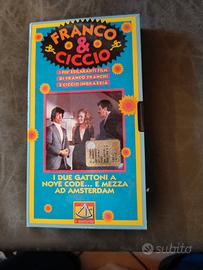 FRANCO
&
CICCIO
I PIÙ ESILARANTI FILM
DI FRANCO FRANCHI
E CICCIO INGRASSIA
I DUE GATTONI A
NOVE CODE... E MEZZA
AD AMSTERDAM
subito